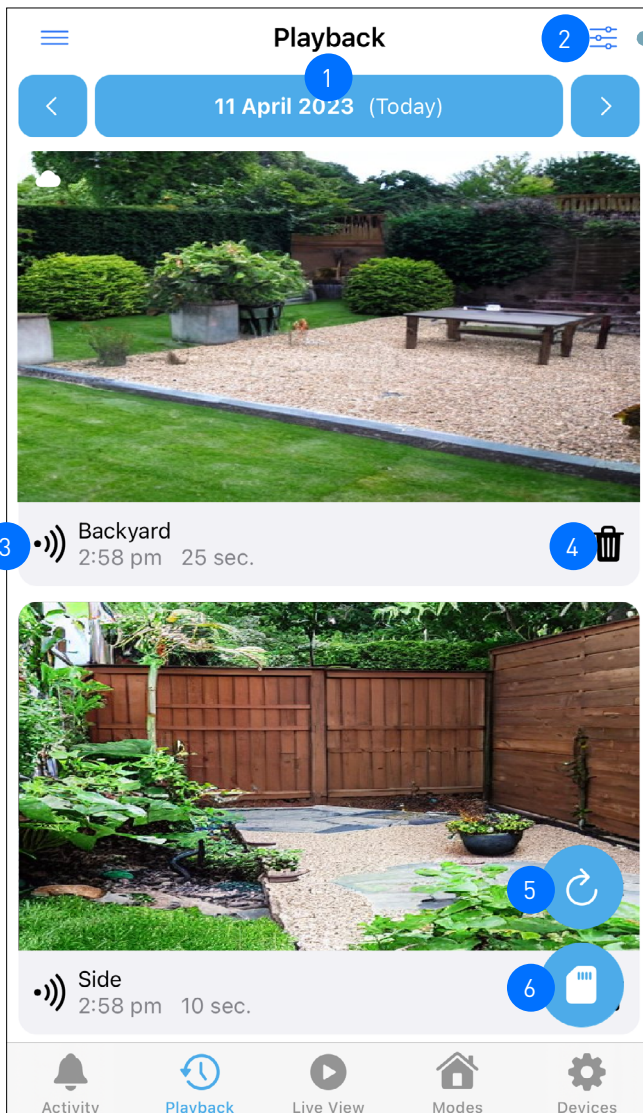 Playback
2
1
11 April 2023 (Today)
3
Backyard
2:58 pm 25 sec.
4
5
Side
2:58 pm 10 sec.
6
Activity
Playback
Live View
Modes
Devices